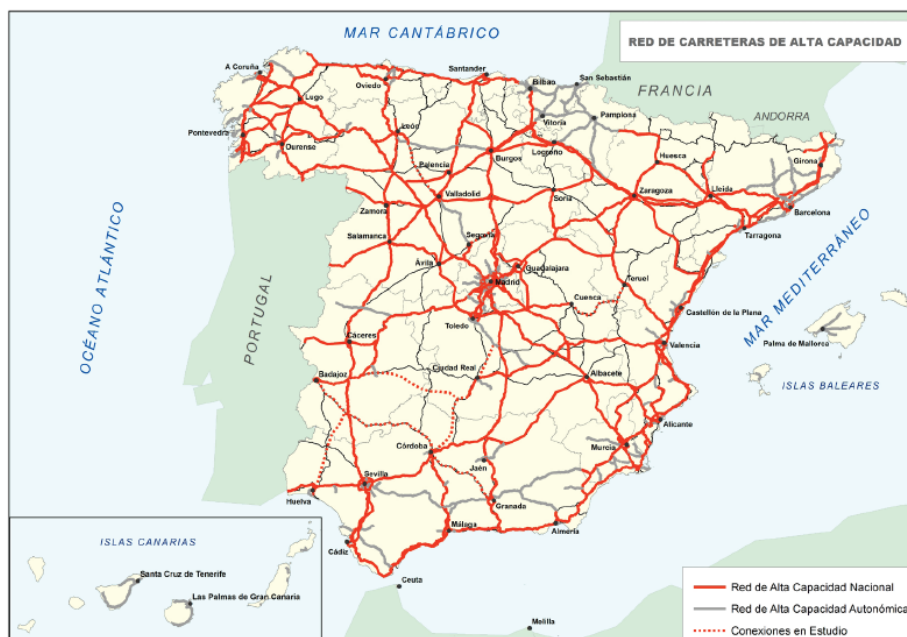 MAR CANTÁBRICO
RED DE CARRETERAS DE ALTA CAPACIDAD
A Coruña
Santander
Oviedo
Bilbao
San Sebastián
FRANCIA
Lugo
Vitoria
Pamplona
ANDORRA
Pontevedra
León
Ourense
Palencia
Burgos
Logroño
Huesca
Girona
Valladolid
Soria
Zaragoza
Lleida
Barcelona
Zamora
Tarragona
Salamanca
Segovia
OCÉANO ATLÁNTICO
PORTUGAL
Ávila
Guadalajara
Madrid
Teruel
MAR MEDITERRÁNEO
Cuenca
Castellón de la Plana
Toledo
Cáceres
Valencia
Palma de Mallorca
Ciudad Real
Badajoz
Albacete
ISLAS BALEARES
Alicante
Córdoba
Murcia
Jaén
Sevilla
Huelva
Granada
Málaga
Almería
Cádiz
ISLAS CANARIAS
Santa Cruz de Tenerife
Las Palmas de Gran Canaria
Ceuta
Melilla
Red de Alta Capacidad Nacional
Red de Alta Capacidad Autonómica
Conexiones en Estudio